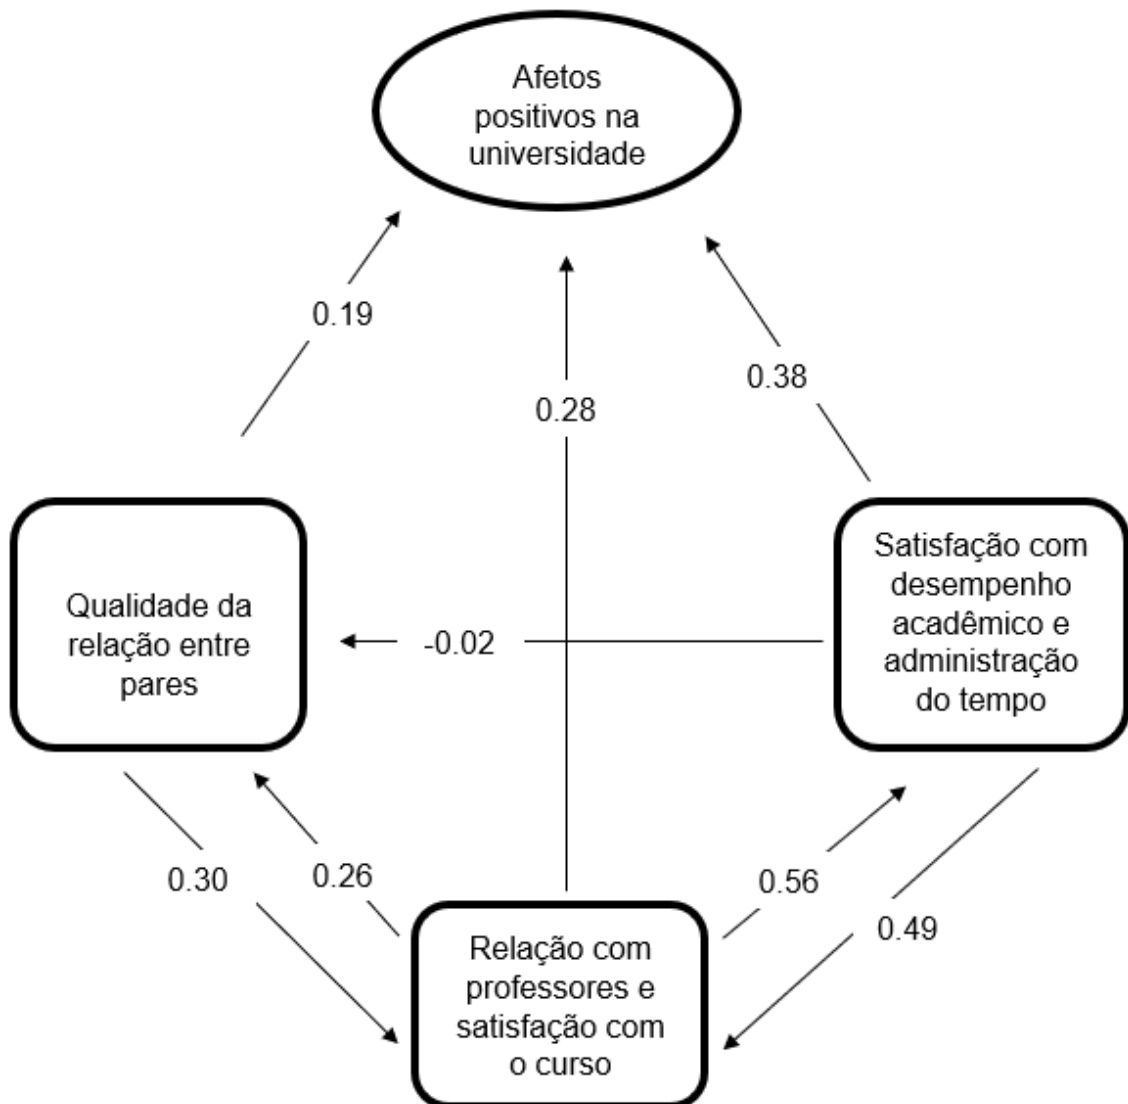 Afetos
positivos na
universidade
0.19
0.28
0.38
Qualidade da
relação entre
pares
-0.02
Satisfação com
desempenho
acadêmico e
administração
do tempo
0.30
0.26
0.56
0.49
Relação com
professores e
satisfação com
o curso